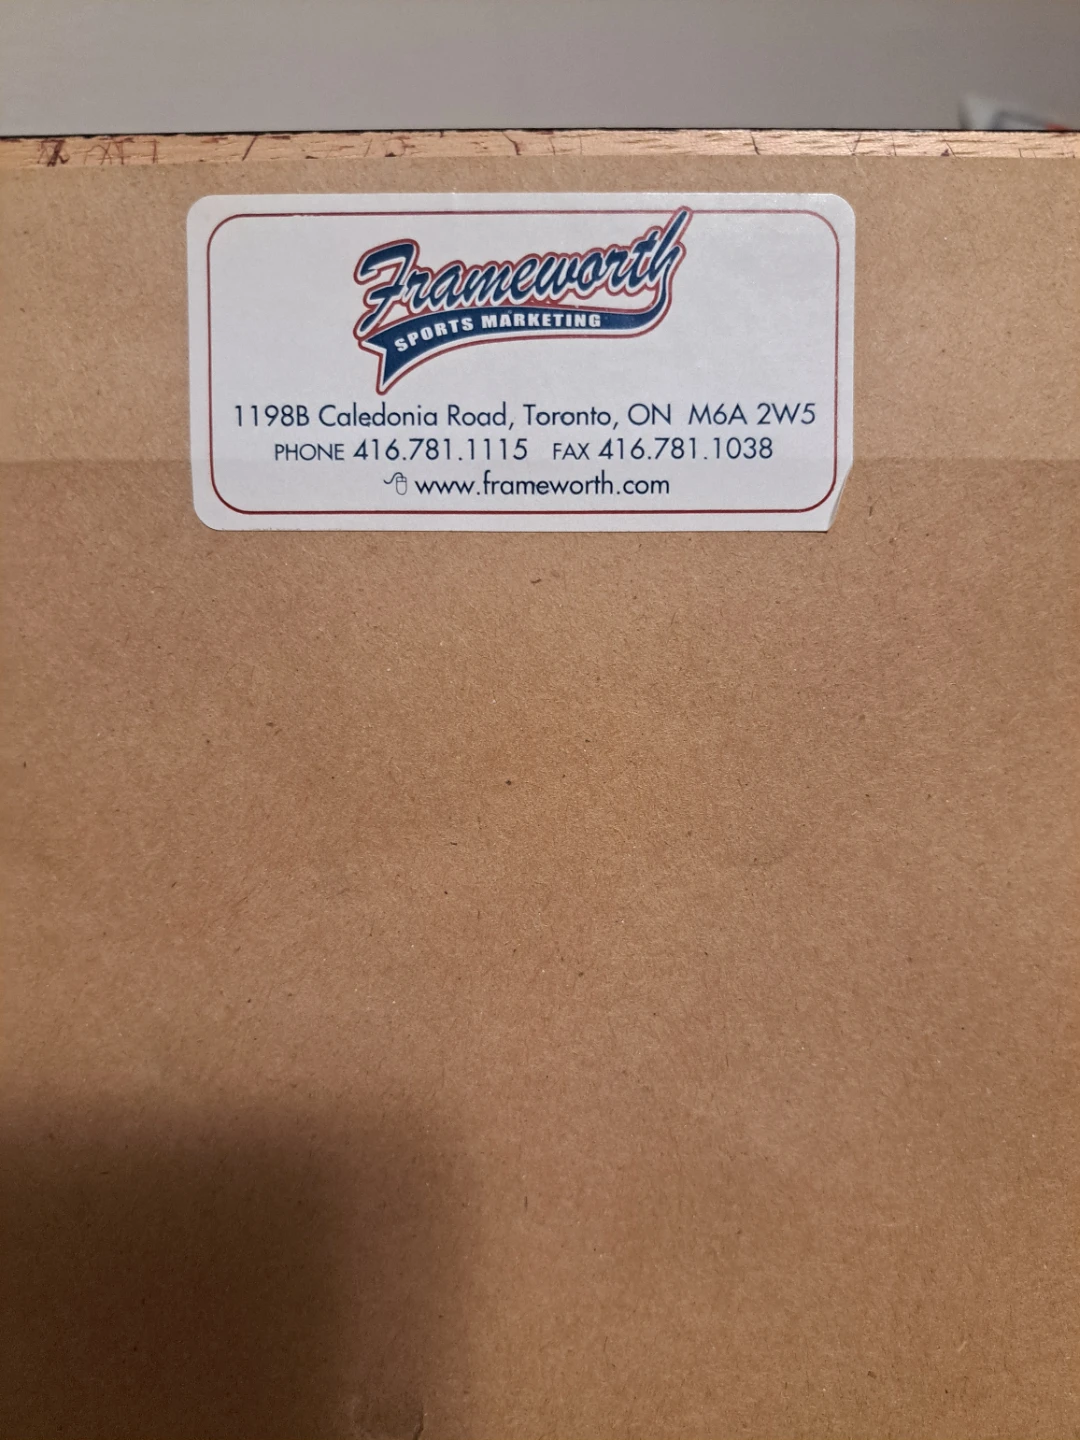 Frameworth
SPORTS MARKETING
1198B Caledonia Road, Toronto, ON M6A 2W5
PHONE 416.781.1115 FAX 416.781.1038
www.frameworth.com